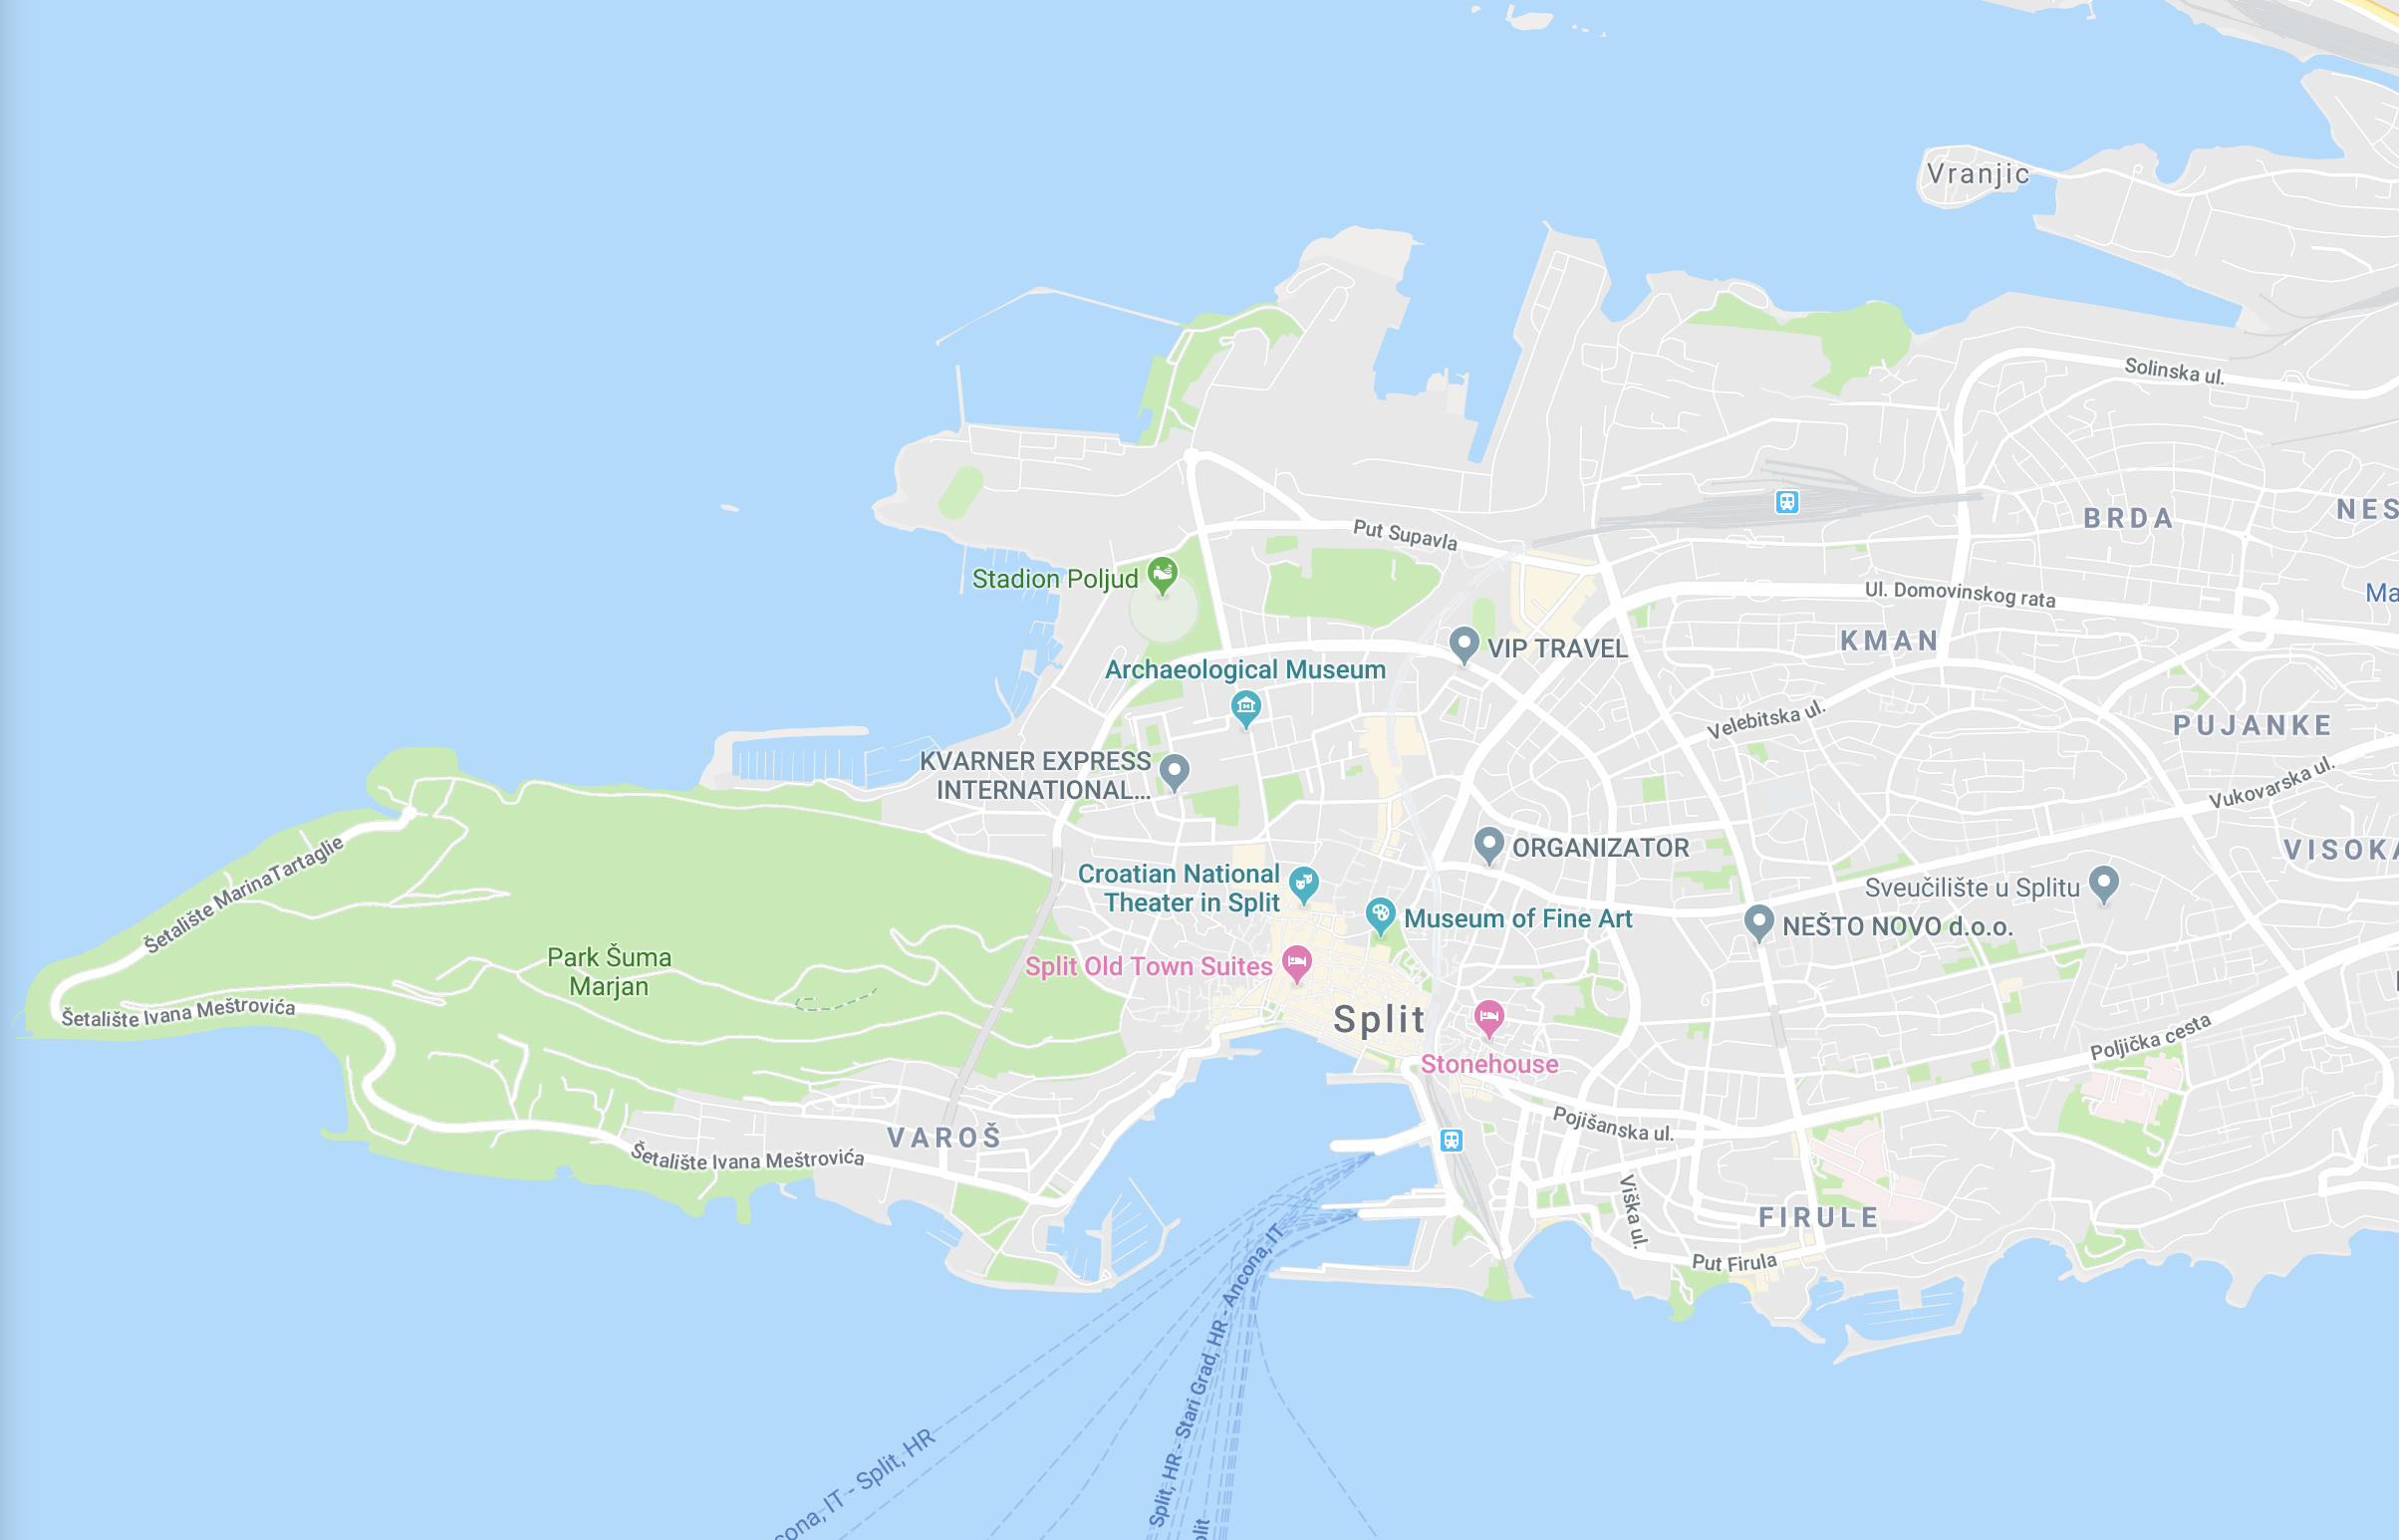 Vranjic
Solinska ul.
BRDA
NES
Put Supavla
Stadion Poljud
Ul. Domovinskog rata
Ma
KMAN
VIP TRAVEL
Archaeological Museum
Velebitska ul.
PUJANKE
KVARNER EXPRESS
INTERNATIONAL...
Vukovarska ul.
ORGANIZATOR
VISOKA
Šetalište MarinaTartaglie
Croatian National
Theater in Split
Sveučilište u Splitu
Museum of Fine Art
NEŠTO NOVO d.o.o.
Park Šuma
Marjan
Split Old Town Suites
Šetalište Ivana Meštrovića
Split
Poljička cesta
Stonehouse
Pojišanska ul.
VAROŠ
Šetalište Ivana Meštrovića
Viška ul.
FIRULE
Put Firula
Split, HR - Stari Grad, HR - Ancona, IT
cona, IT - Split, HR
plit